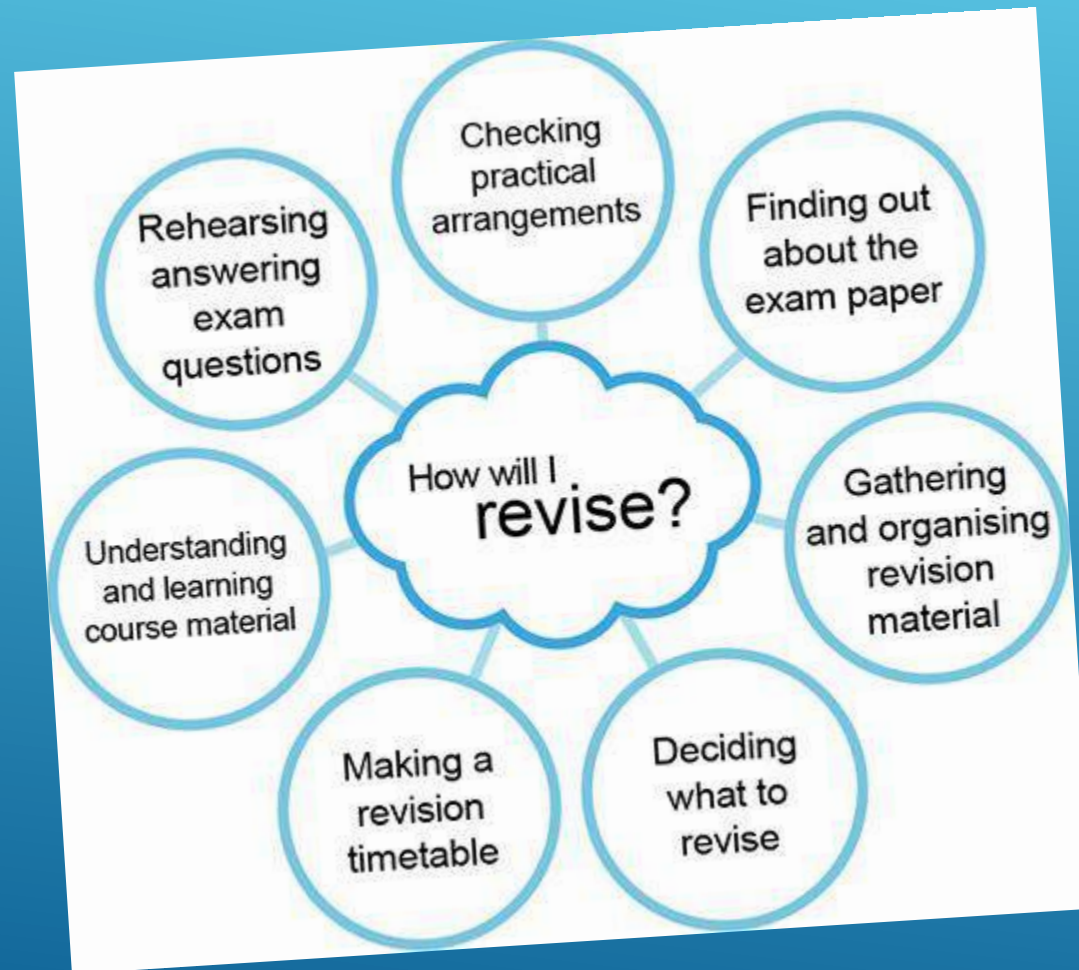 Checking
practical
arrangements
Finding out
about the
exam paper
Gathering
and organising
revision
material
Deciding
what to
revise
Making a
revision
timetable
Understanding
and learning
course material
Rehearsing
answering
exam
questions
How will I
revise?